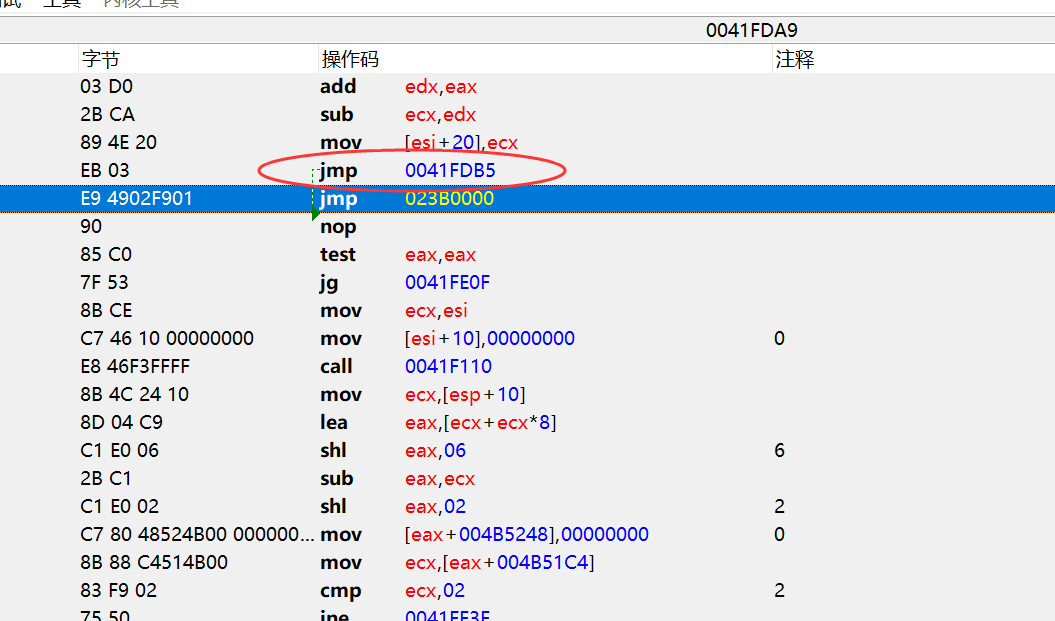 试 工具 内核工具
0041FDA9
字节 操作码 注释
03 D0 add edx,eax
2B CA sub ecx,edx
89 4E 20 mov [esi+20],ecx
EB 03 jmp 0041FDB5
E9 4902F901 jmp 023B0000
90 nop
85 C0 test eax,eax
7F 53 jg 0041FE0F
8B CE mov ecx,esi
C7 46 10 00000000 mov [esi+10],00000000 0
E8 46F3FFFF call 0041F110
8B 4C 24 10 mov ecx,[esp+10]
8D 04 C9 lea eax,[ecx+ecx*8]
C1 E0 06 shl eax,06 6
2B C1 sub eax,ecx
C1 E0 02 shl eax,02 2
C7 80 48524B00 000000... mov [eax+004B5248],00000000 0
8B 88 C4514B00 mov ecx,[eax+004B51C4]
83 F9 02 cmp ecx,02 2
75 50 jne 0041FE3F